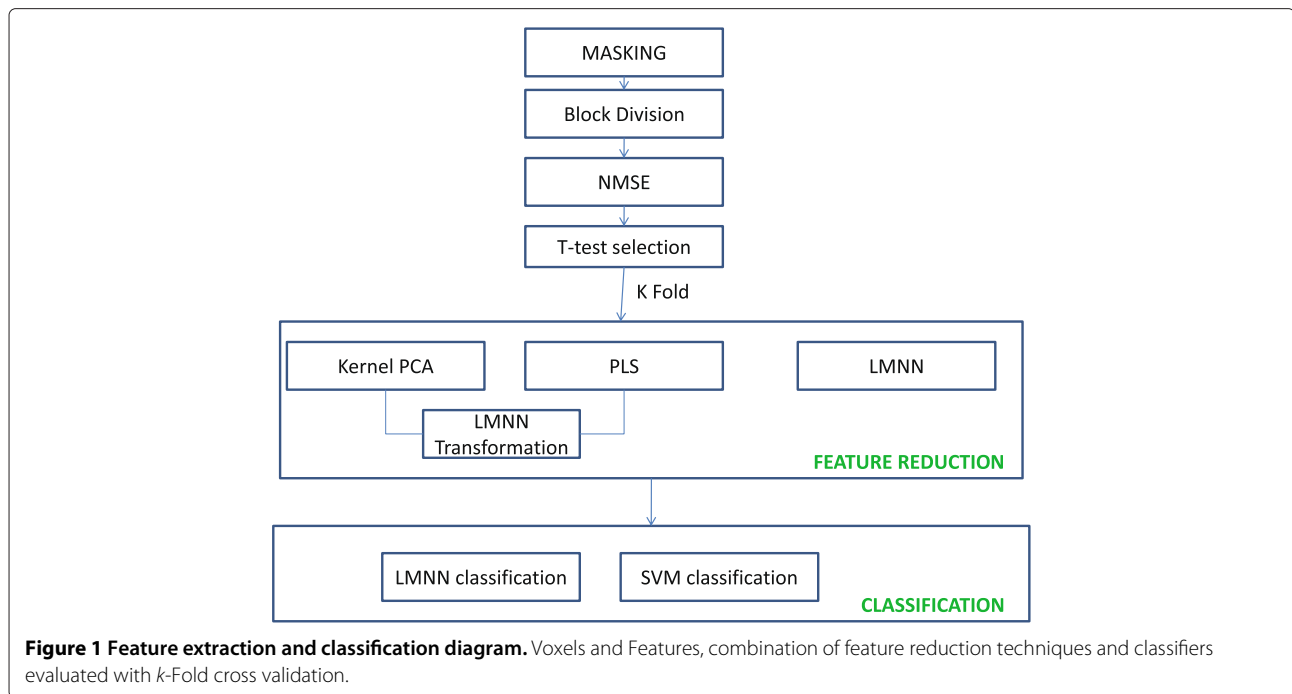 MASKING
Block Division
NMSE
T-test selection
K Fold
Kernel PCA
PLS
LMNN
LMNN
Transformation
FEATURE REDUCTION
LMNN classification
SVM classification
CLASSIFICATION
Figure 1 Feature extraction and classification diagram. Voxels and Features, combination of feature reduction techniques and classifiers
evaluated with k-Fold cross validation.